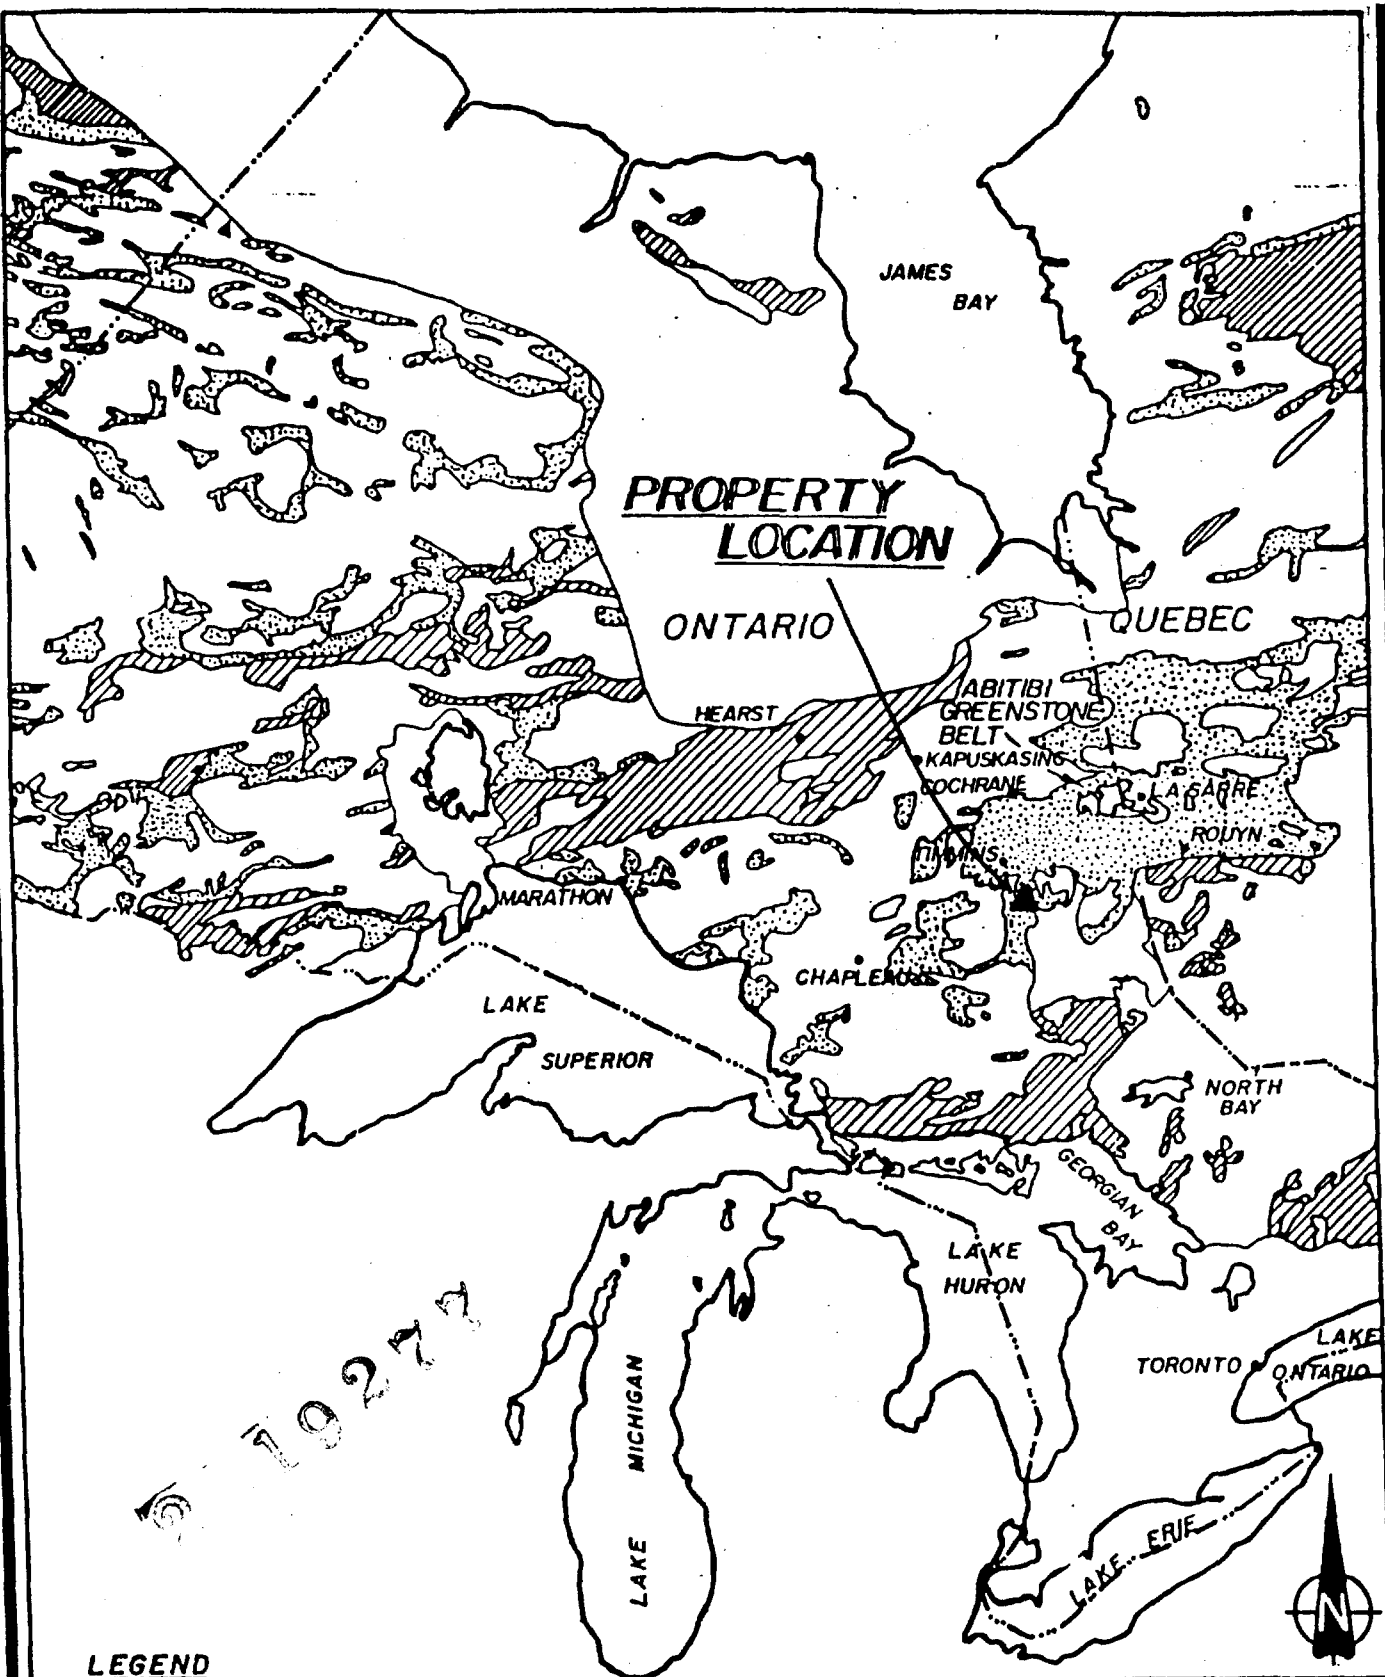 JAMES
BAY
PROPERTY
LOCATION
ONTARIO
QUEBEC
ABITIBI
GREENSTONE
BELT
HEARST
KAPUSKASING
COCHRANE
LA SARRE
ROUYN
TIMMINS
MARATHON
CHAPLEAU
LAKE
SUPERIOR
NORTH
BAY
GEORGIAN
BAY
LAKE
HURON
19277
LAKE
ONTARIO
TORONTO
LAKE MICHIGAN
LAKE ERIE
N
LEGEND